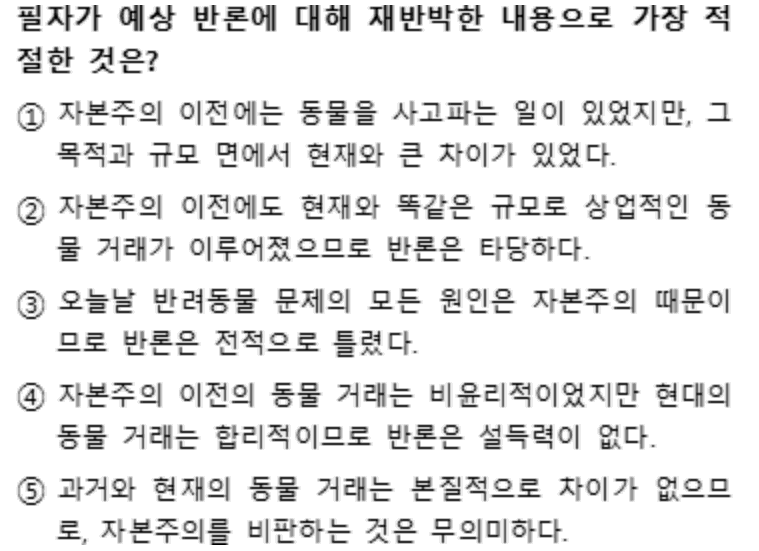 필자가 예상 반론에 대해 재반박한 내용으로 가장 적
절한 것은?
① 자본주의 이전에는 동물을 사고파는 일이 있었지만, 그
목적과 규모 면에서 현재와 큰 차이가 있었다.
② 자본주의 이전에도 현재와 똑같은 규모로 상업적인 동
물 거래가 이루어졌으므로 반론은 타당하다.
③ 오늘날 반려동물 문제의 모든 원인은 자본주의 때문이
므로 반론은 전적으로 틀렸다.
④ 자본주의 이전의 동물 거래는 비윤리적이었지만 현대의
동물 거래는 합리적이므로 반론은 설득력이 없다.
⑤ 과거와 현재의 동물 거래는 본질적으로 차이가 없으므
로, 자본주의를 비판하는 것은 무의미하다.